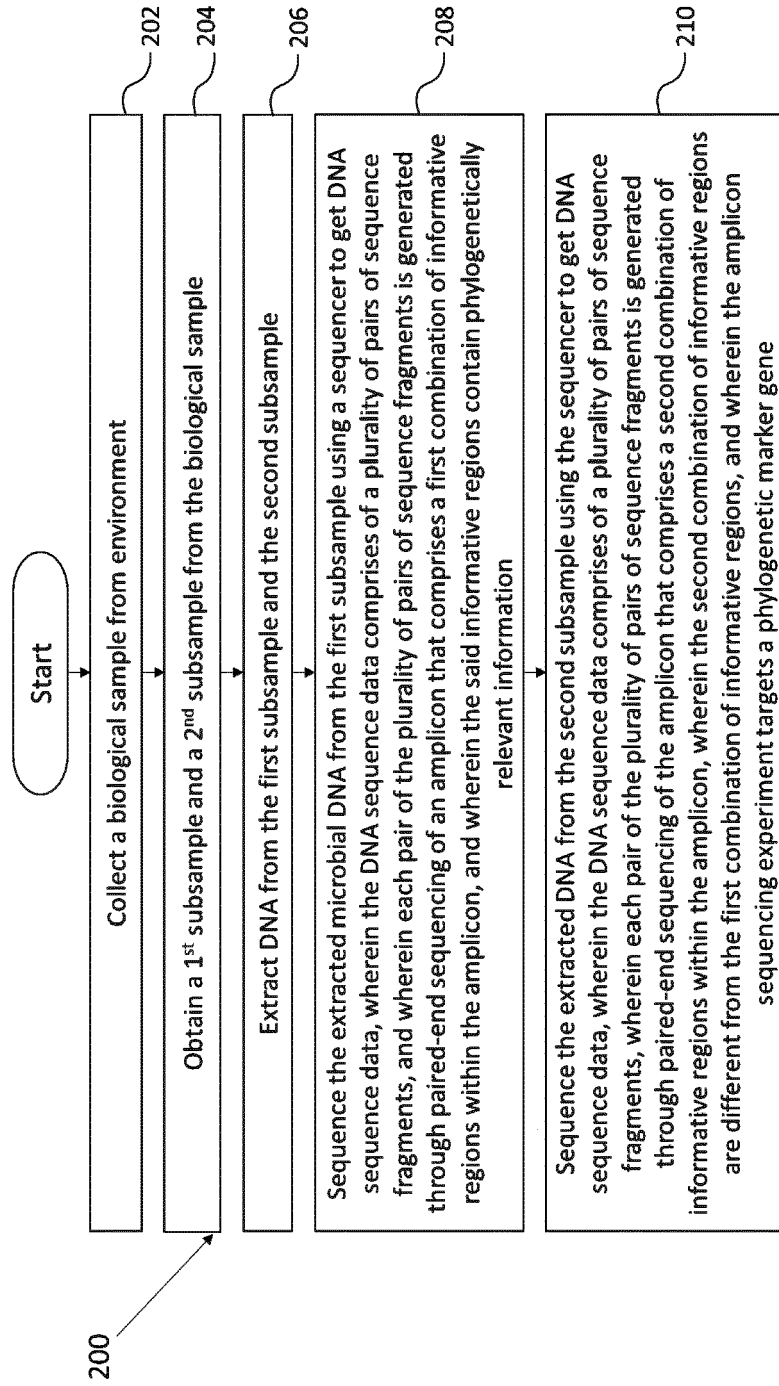 200
Start
Collect a biological sample from environment
202
Obtain a 1st subsample and a 2nd subsample from the biological sample
204
Extract DNA from the first subsample and the second subsample
206
Sequence the extracted microbial DNA from the first subsample using a sequencer to get DNA
sequence data, wherein the DNA sequence data comprises of a plurality of pairs of sequence
fragments, and wherein each pair of the plurality of pairs of sequence fragments is generated
through paired-end sequencing of an amplicon that comprises a first combination of informative
regions within the amplicon, and wherein the said informative regions contain phylogenetically
relevant information
208
Sequence the extracted DNA from the second subsample using the sequencer to get DNA
sequence data, wherein the DNA sequence data comprises of a plurality of pairs of sequence
fragments, wherein each pair of the plurality of pairs of sequence fragments is generated
through paired-end sequencing of the amplicon that comprises a second combination of
informative regions within the amplicon, wherein the second combination of informative regions
are different from the first combination of informative regions, and wherein the amplicon
sequencing experiment targets a phylogenetic marker gene
210